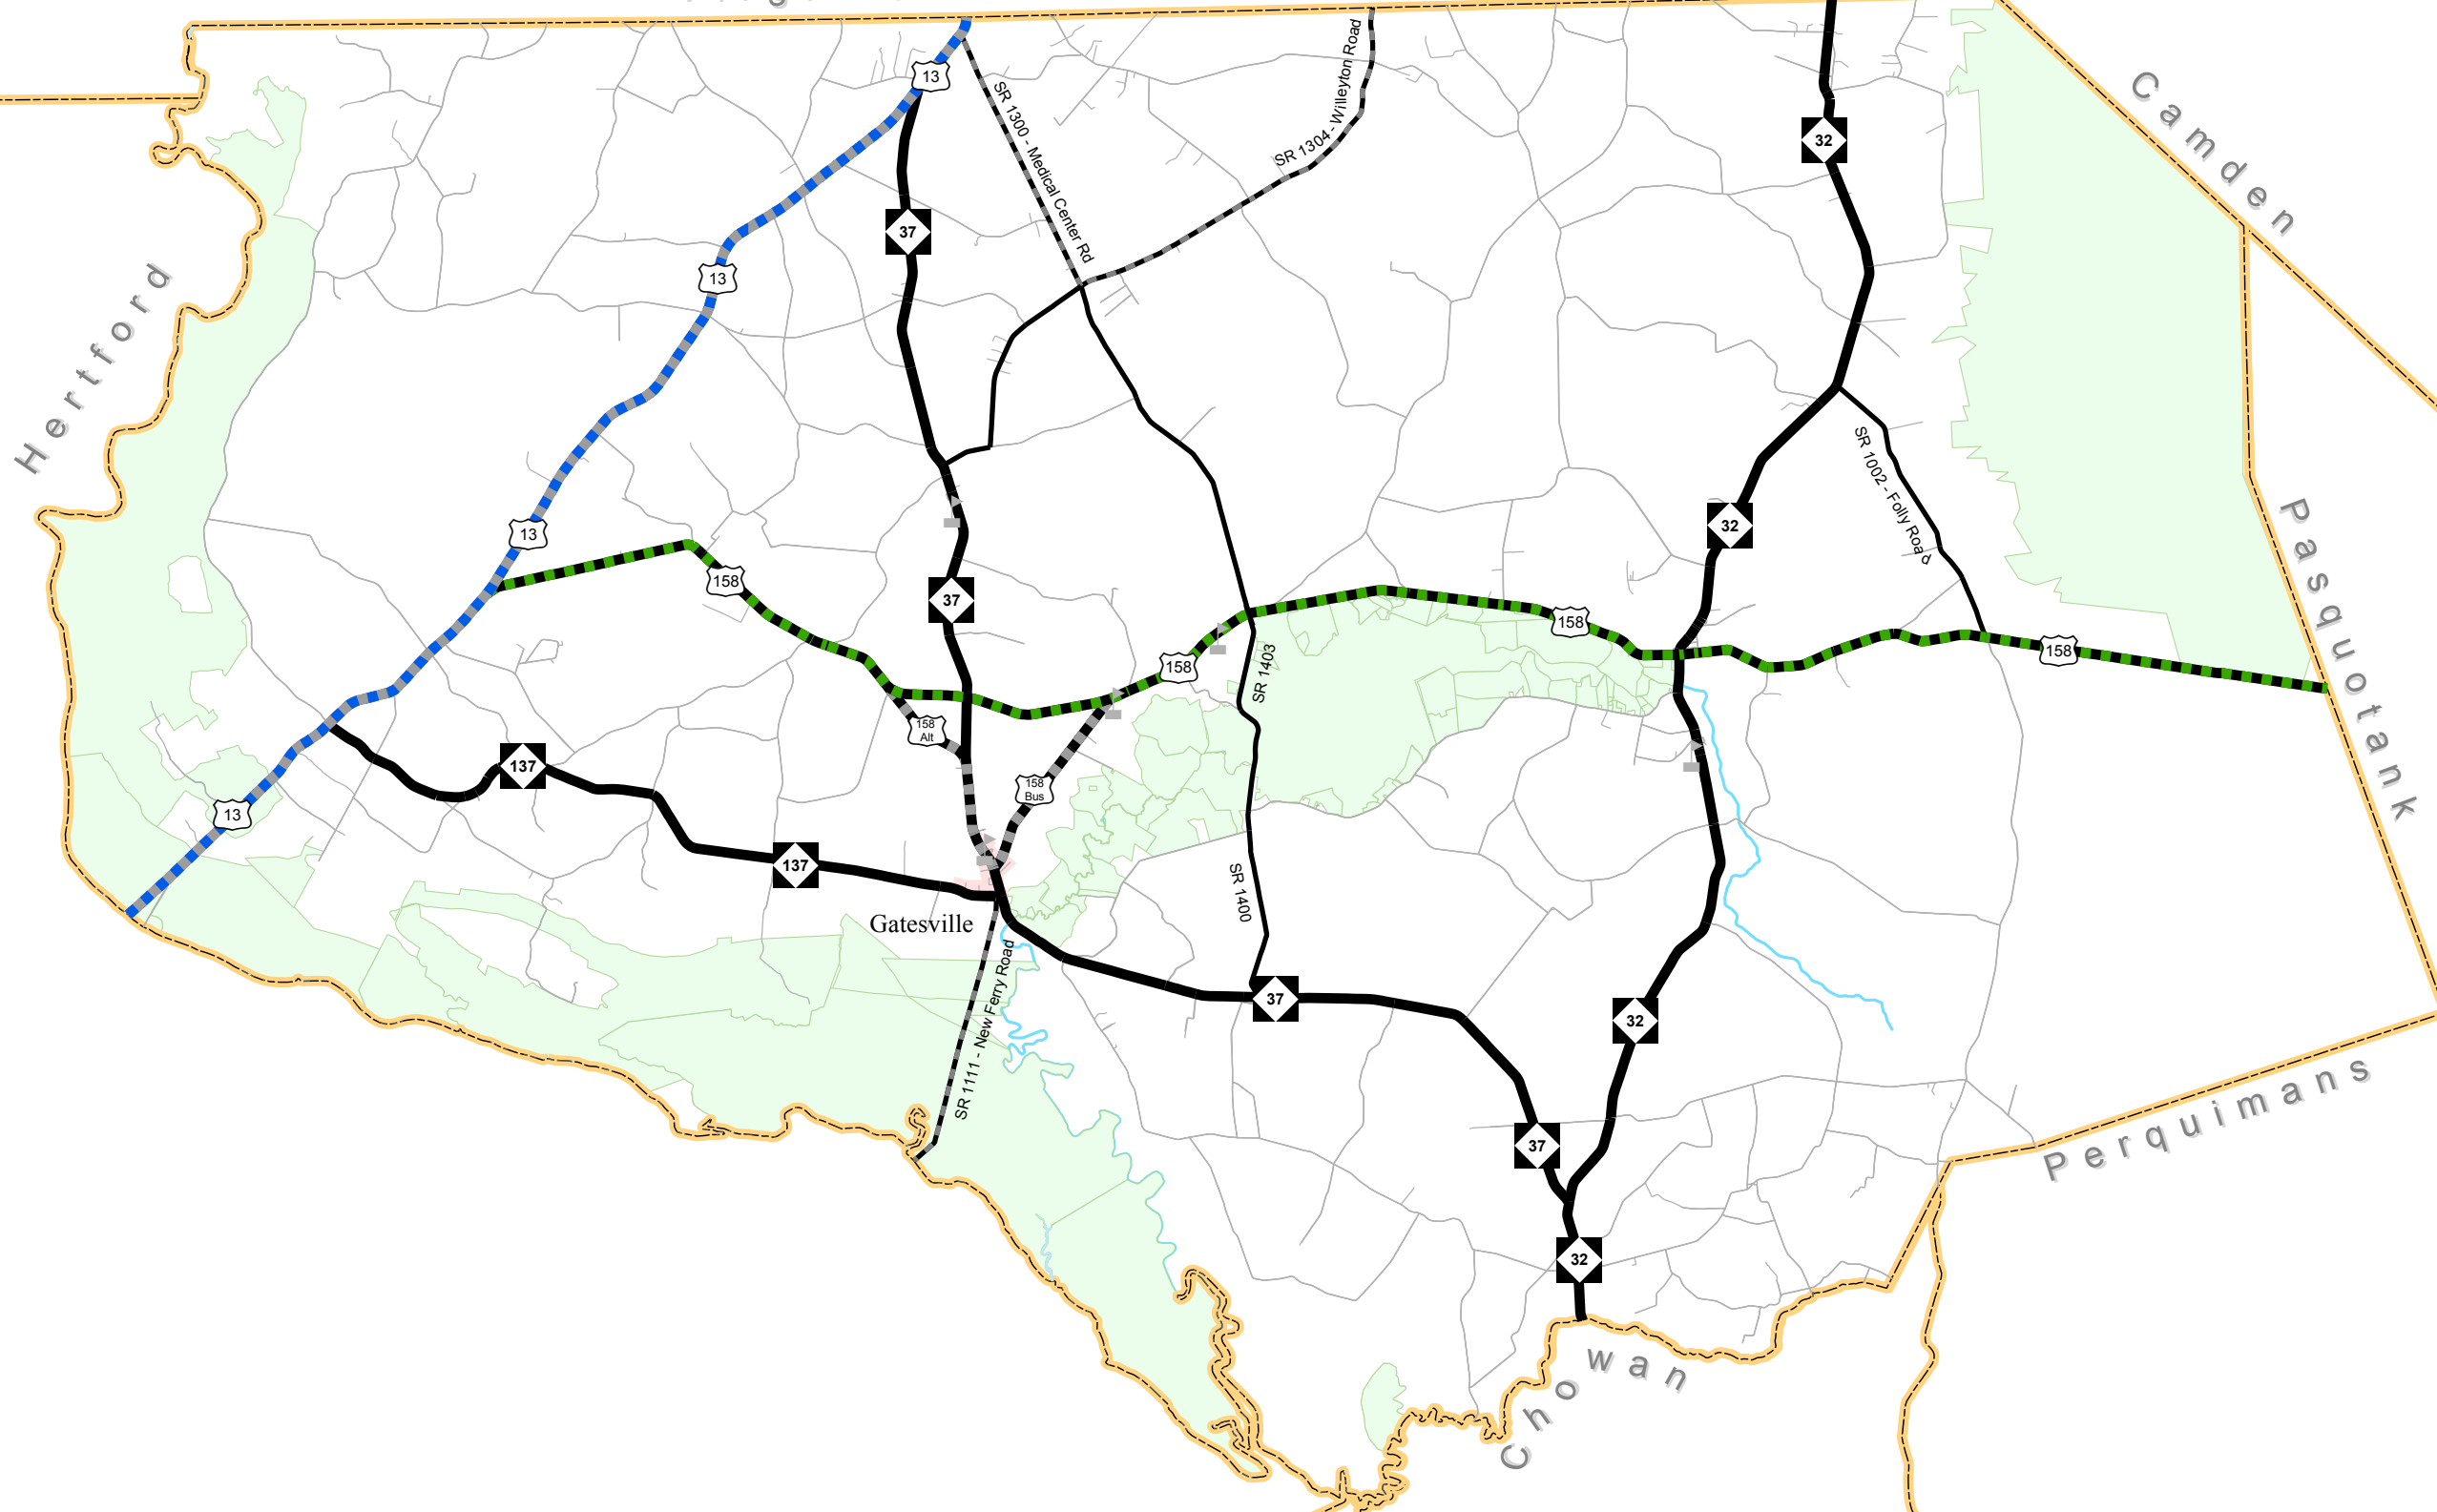 13
SR 1304 - Willeyton Road
SR 1300 - Medical Center Rd
Camden
32
37
13
Hertford
SR 1002 - Folly Road
32
13
Pasquotank
158
37
158
158
158
SR 1403
158
Alt
137
158
Bus
13
137
SR 1400
Gatesville
SR 1111 - New Ferry Road
37
32
37
Perquimans
32
Chowan